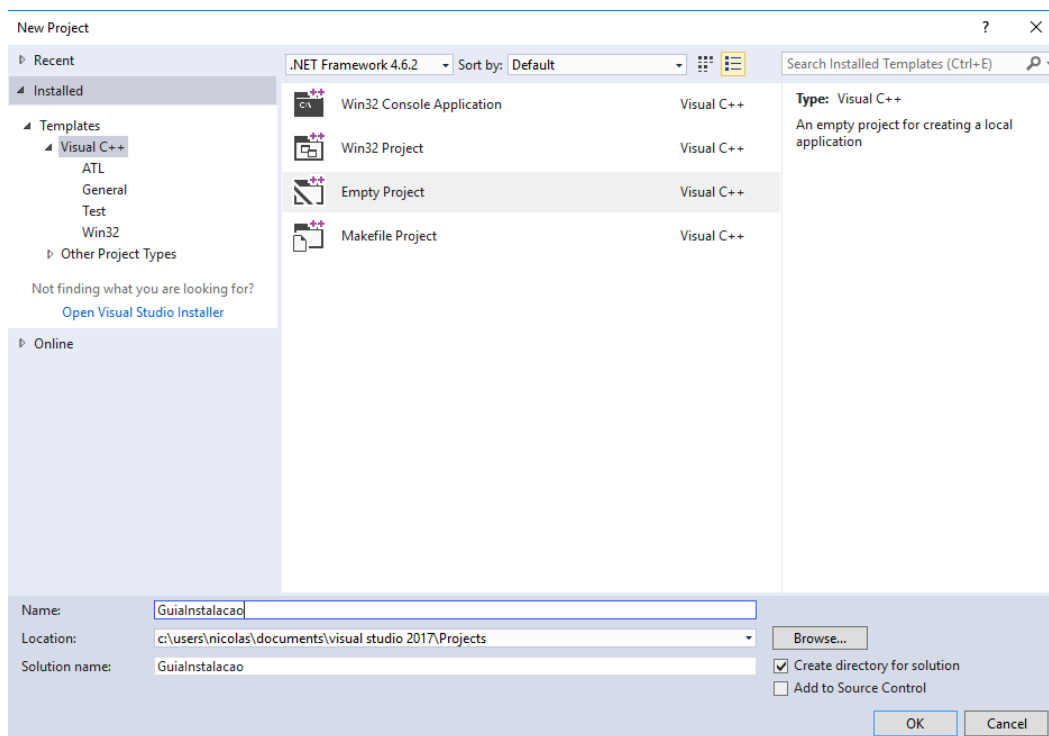 New Project
?
Recent
.NET Framework 4.6.2
Sort by: Default
Search Installed Templates (Ctrl+E)
Installed
Templates
Visual C++
ATL
General
Test
Win32
Other Project Types
Not finding what you are looking for?
Open Visual Studio Installer
Online
Win32 Console Application Visual C++
Win32 Project Visual C++
Empty Project Visual C++
Makefile Project Visual C++
Type: Visual C++
An empty project for creating a local
application
Name: GuiaInstalacao
Location: c:\users\nicolas\documents\visual studio 2017\Projects
Browse...
Solution name: GuiaInstalacao
Create directory for solution
Add to Source Control
OK Cancel